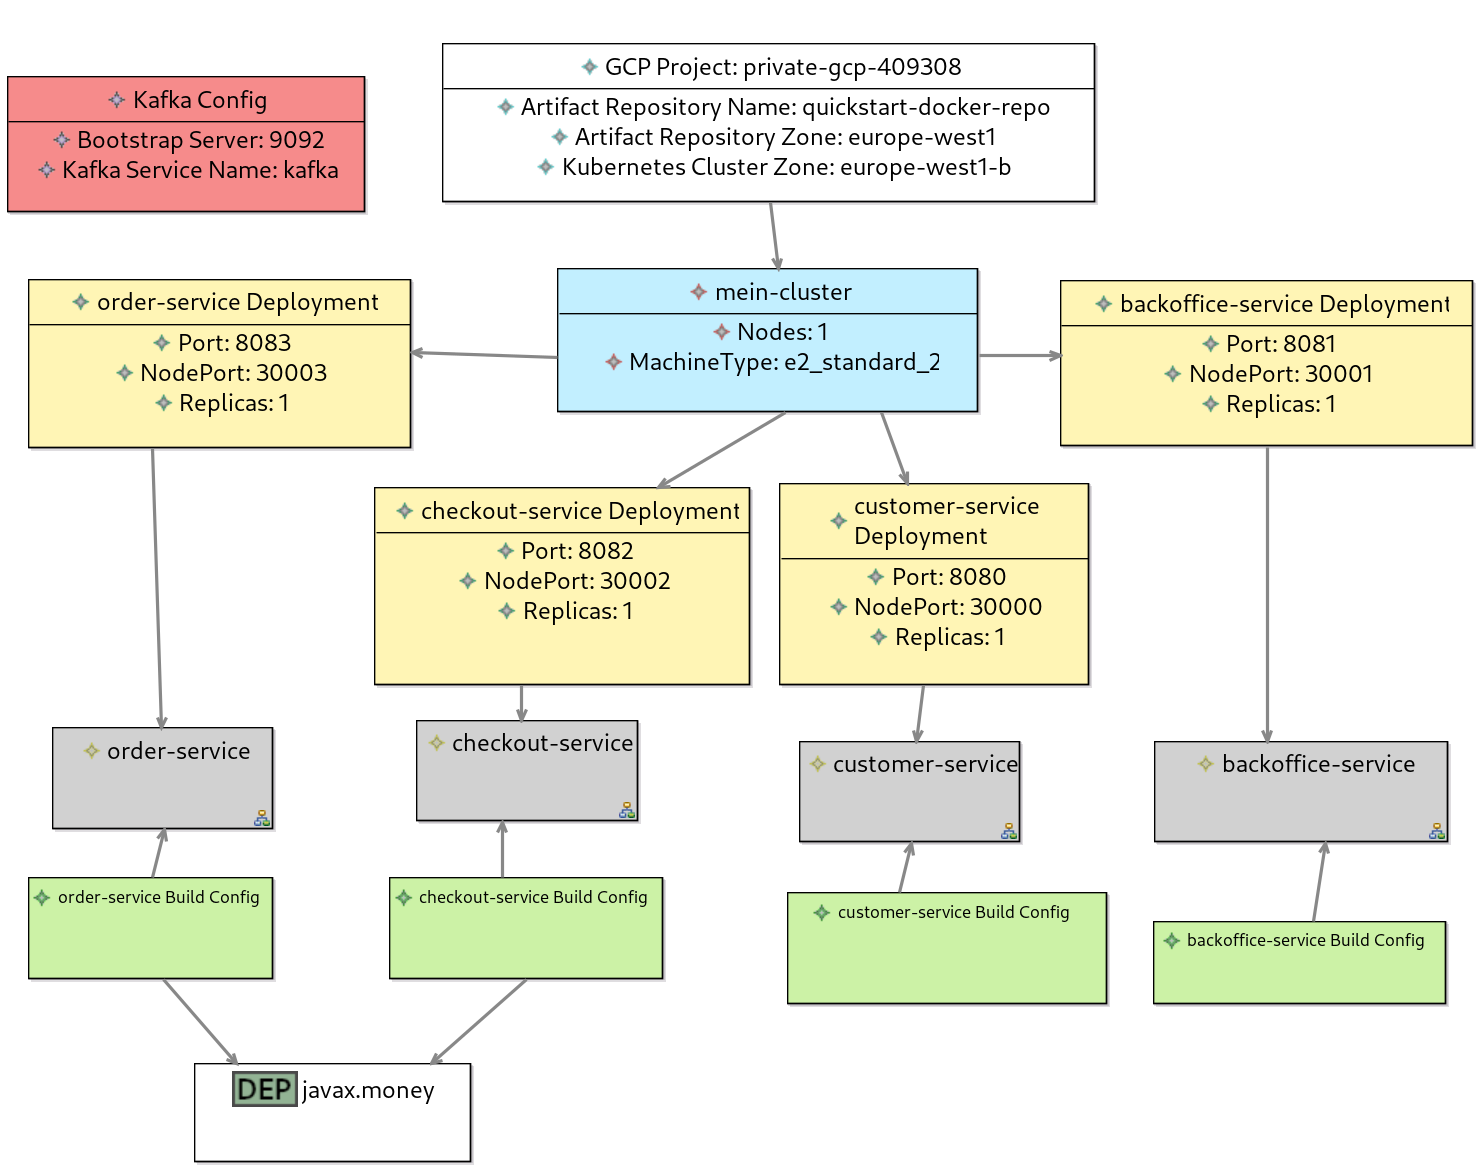 GCP Project: private-gcp-409308
Artifact Repository Name: quickstart-docker-repo
Artifact Repository Zone: europe-west1
Kubernetes Cluster Zone: europe-west1-b
Kafka Config
Bootstrap Server: 9092
Kafka Service Name: kafka
order-service Deployment
Port: 8083
NodePort: 30003
Replicas: 1
mein-cluster
Nodes: 1
MachineType: e2_standard_2
backoffice-service Deployment
Port: 8081
NodePort: 30001
Replicas: 1
checkout-service Deployment
Port: 8082
NodePort: 30002
Replicas: 1
customer-service
Deployment
Port: 8080
NodePort: 30000
Replicas: 1
order-service
checkout-service
customer-service
backoffice-service
order-service Build Config
checkout-service Build Config
customer-service Build Config
backoffice-service Build Config
DEP javax.money